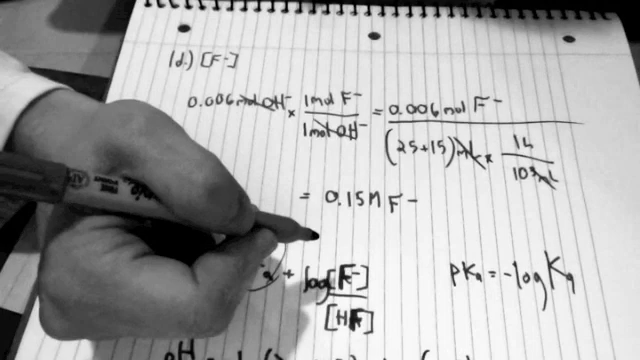 (d.) [F-]
0.006 mol OH- × 1 mol F- / 1 mol OH- = 0.006 mol F- / (25+15) mL × 1L / 10³ mL
= 0.15 M F-
+ log [F-] / [HF]
pKa = -log Ka
pH =